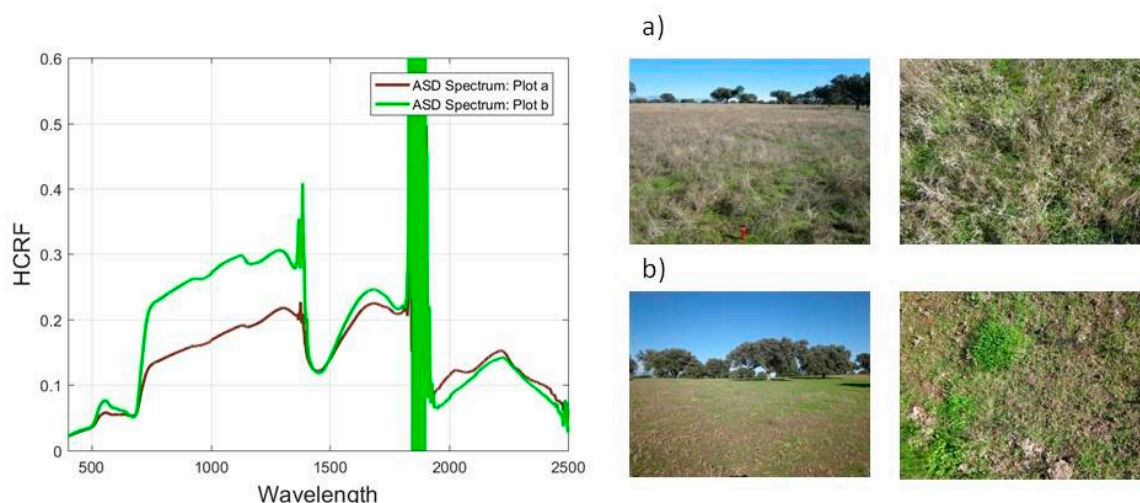 a)
0.6
0.5
0.4
0.3
0.2
0.1
0
HCRF
ASD Spectrum: Plot a
ASD Spectrum: Plot b
500
1000
1500
2000
2500
Wavelength
b)